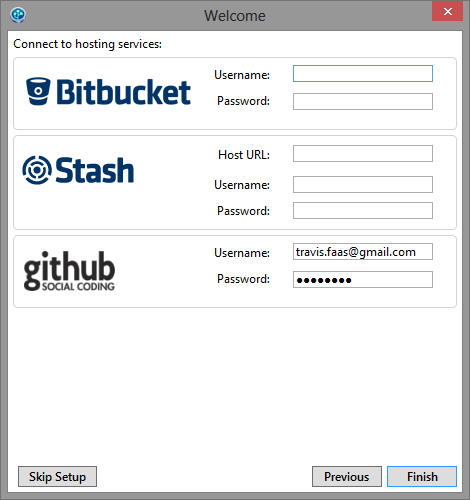 Welcome
Connect to hosting services:
Bitbucket
Username:
Password:
Stash
Host URL:
Username:
Password:
github
SOCIAL CODING
Username: travis.faas@gmail.com
Password: ●●●●●●●●
Skip Setup Previous Finish